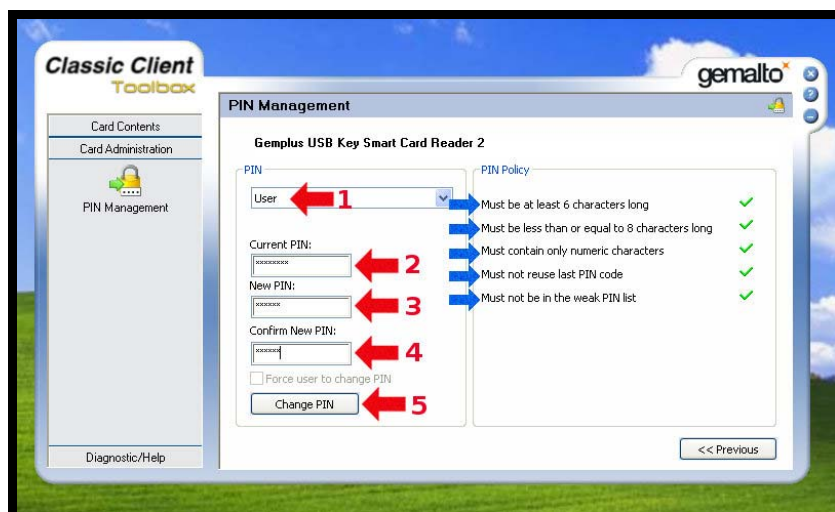 Classic Client
Toolbox
gemalto
PIN Management
Card Contents
Card Administration
PIN Management
Diagnostic/Help
Gemplus USB Key Smart Card Reader 2
PIN
User
1
Current PIN:
xxxxxxxx
2
New PIN:
xxxxxx
3
Confirm New PIN:
xxxxxx
4
Force user to change PIN
Change PIN
5
PIN Policy
Must be at least 6 characters long
Must be less than or equal to 8 characters long
Must contain only numeric characters
Must not reuse last PIN code
Must not be in the weak PIN list
<< Previous